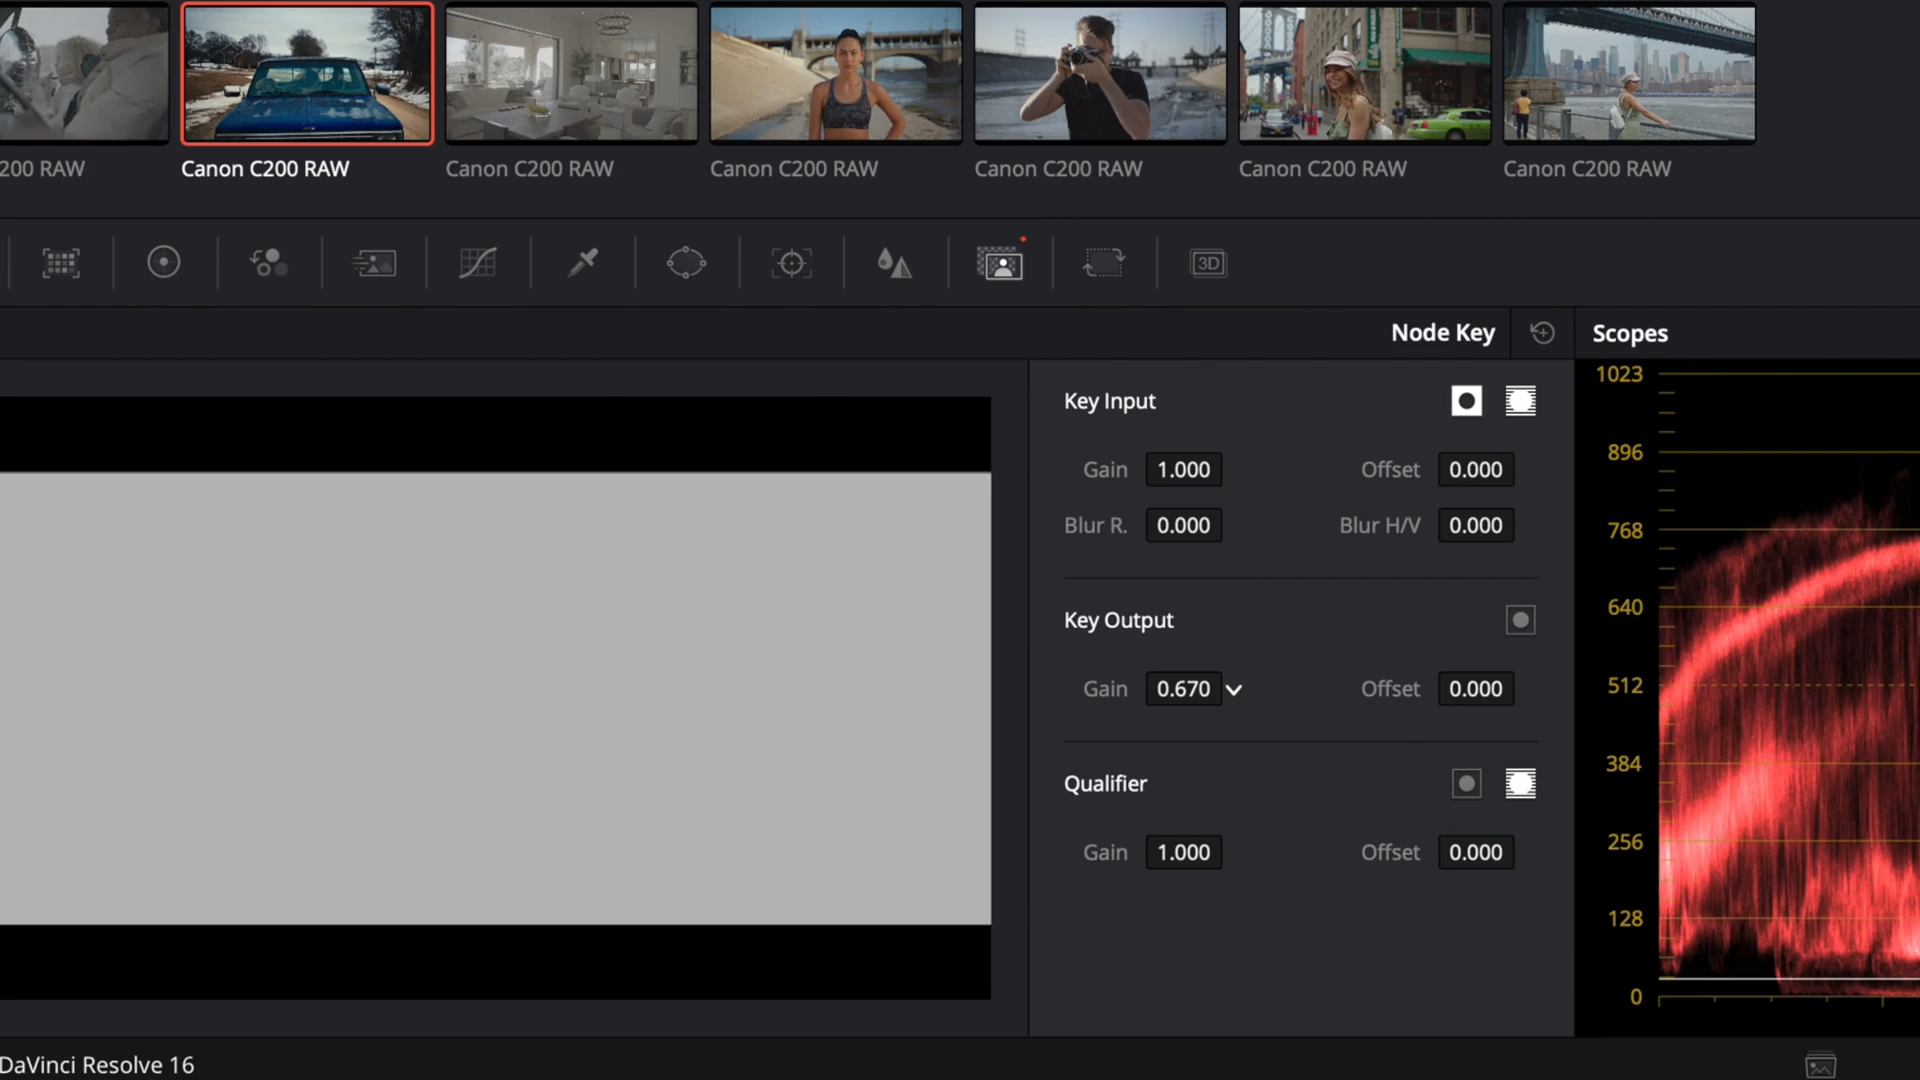 200 RAW Canon C200 RAW Canon C200 RAW Canon C200 RAW Canon C200 RAW Canon C200 RAW Canon C200 RAW
3D
Node Key
Scopes
Key Input
Gain 1.000 Offset 0.000
Blur R. 0.000 Blur H/V 0.000
Key Output
Gain 0.670 Offset 0.000
Qualifier
Gain 1.000 Offset 0.000
1023
896
768
640
512
384
256
128
0
DaVinci Resolve 16